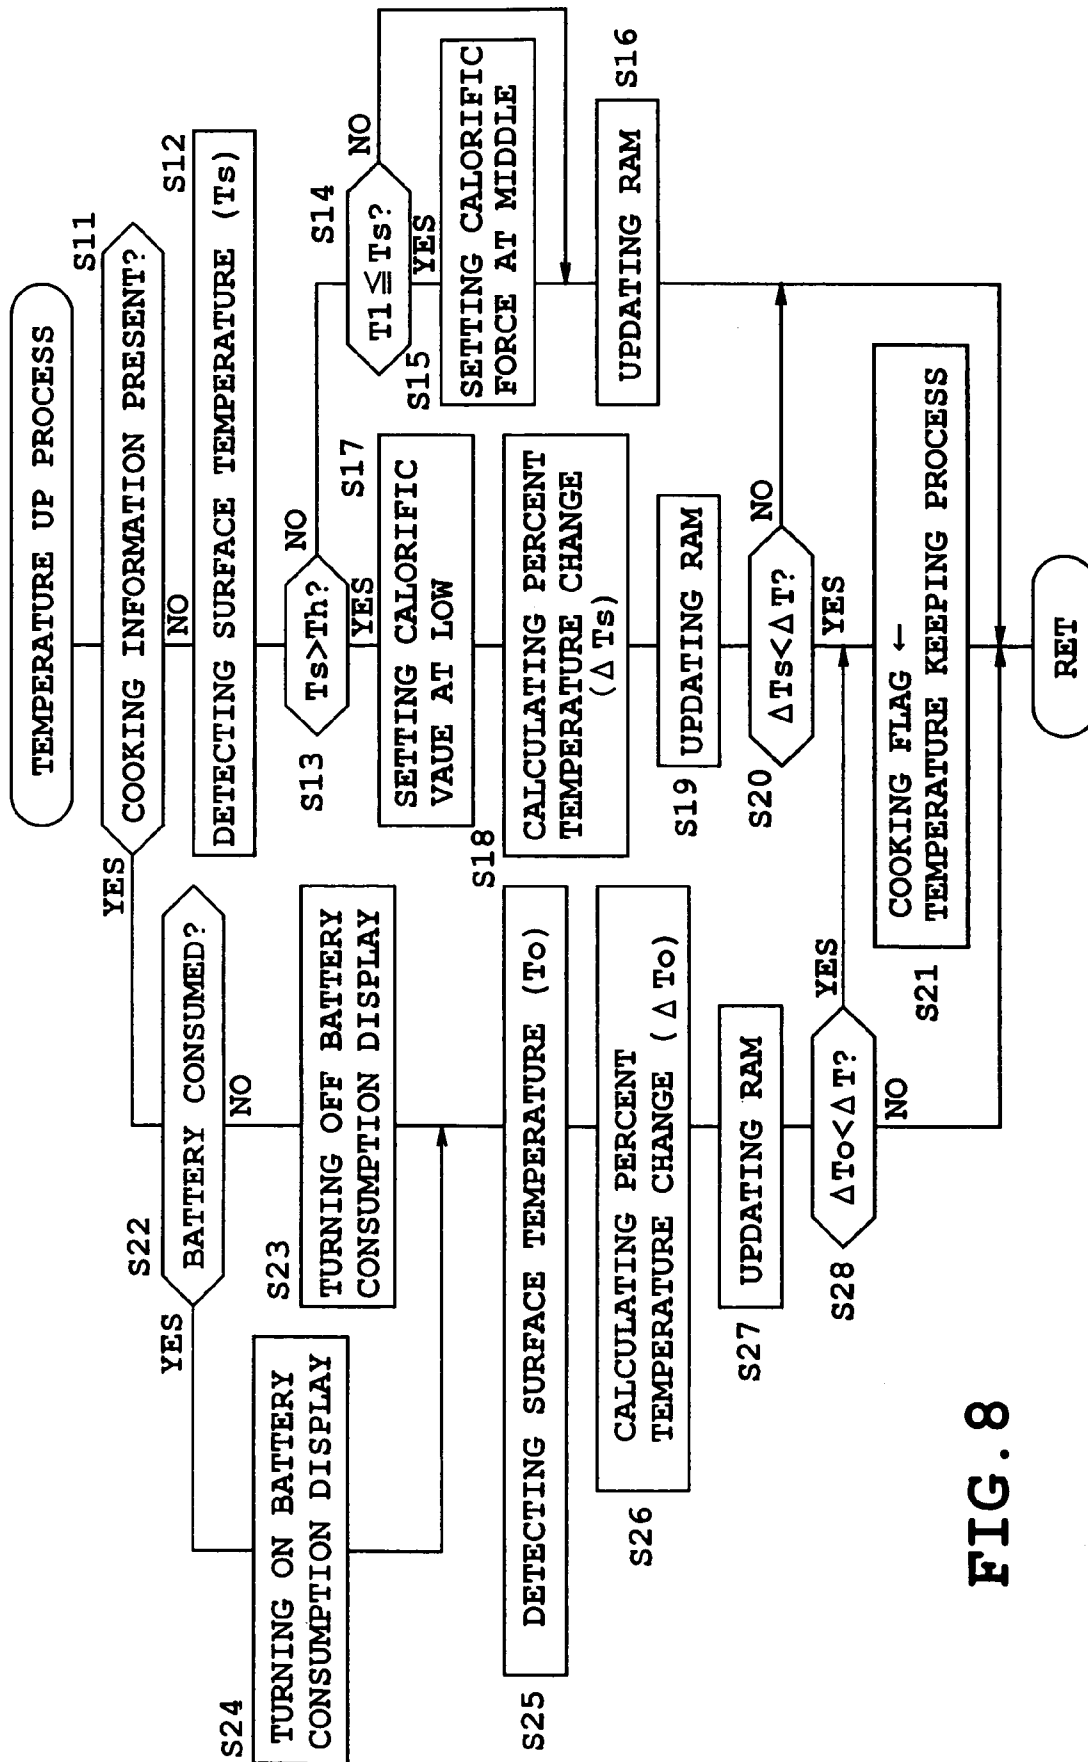 TEMPERATURE UP PROCESS
S11
COOKING INFORMATION PRESENT?
YES
NO
S12
DETECTING SURFACE TEMPERATURE (Ts)
S13
Ts>Th?
NO
YES
S14
T1≦Ts?
NO
YES
S15
SETTING CALORIFIC
FORCE AT MIDDLE
UPDATING RAM
S16
S17
SETTING CALORIFIC
VAUE AT LOW
S18
CALCULATING PERCENT
TEMPERATURE CHANGE
(ΔTs)
S19
UPDATING RAM
S20
ΔTs<ΔT?
NO
YES
S21
COOKING FLAG ←
TEMPERATURE KEEPING PROCESS
RET
S22
BATTERY CONSUMED?
YES
NO
S23
TURNING OFF BATTERY
CONSUMPTION DISPLAY
S24
TURNING ON BATTERY
CONSUMPTION DISPLAY
S25
DETECTING SURFACE TEMPERATURE (To)
S26
CALCULATING PERCENT
TEMPERATURE CHANGE (ΔTo)
S27
UPDATING RAM
S28
ΔTo<ΔT?
YES
NO
FIG.8